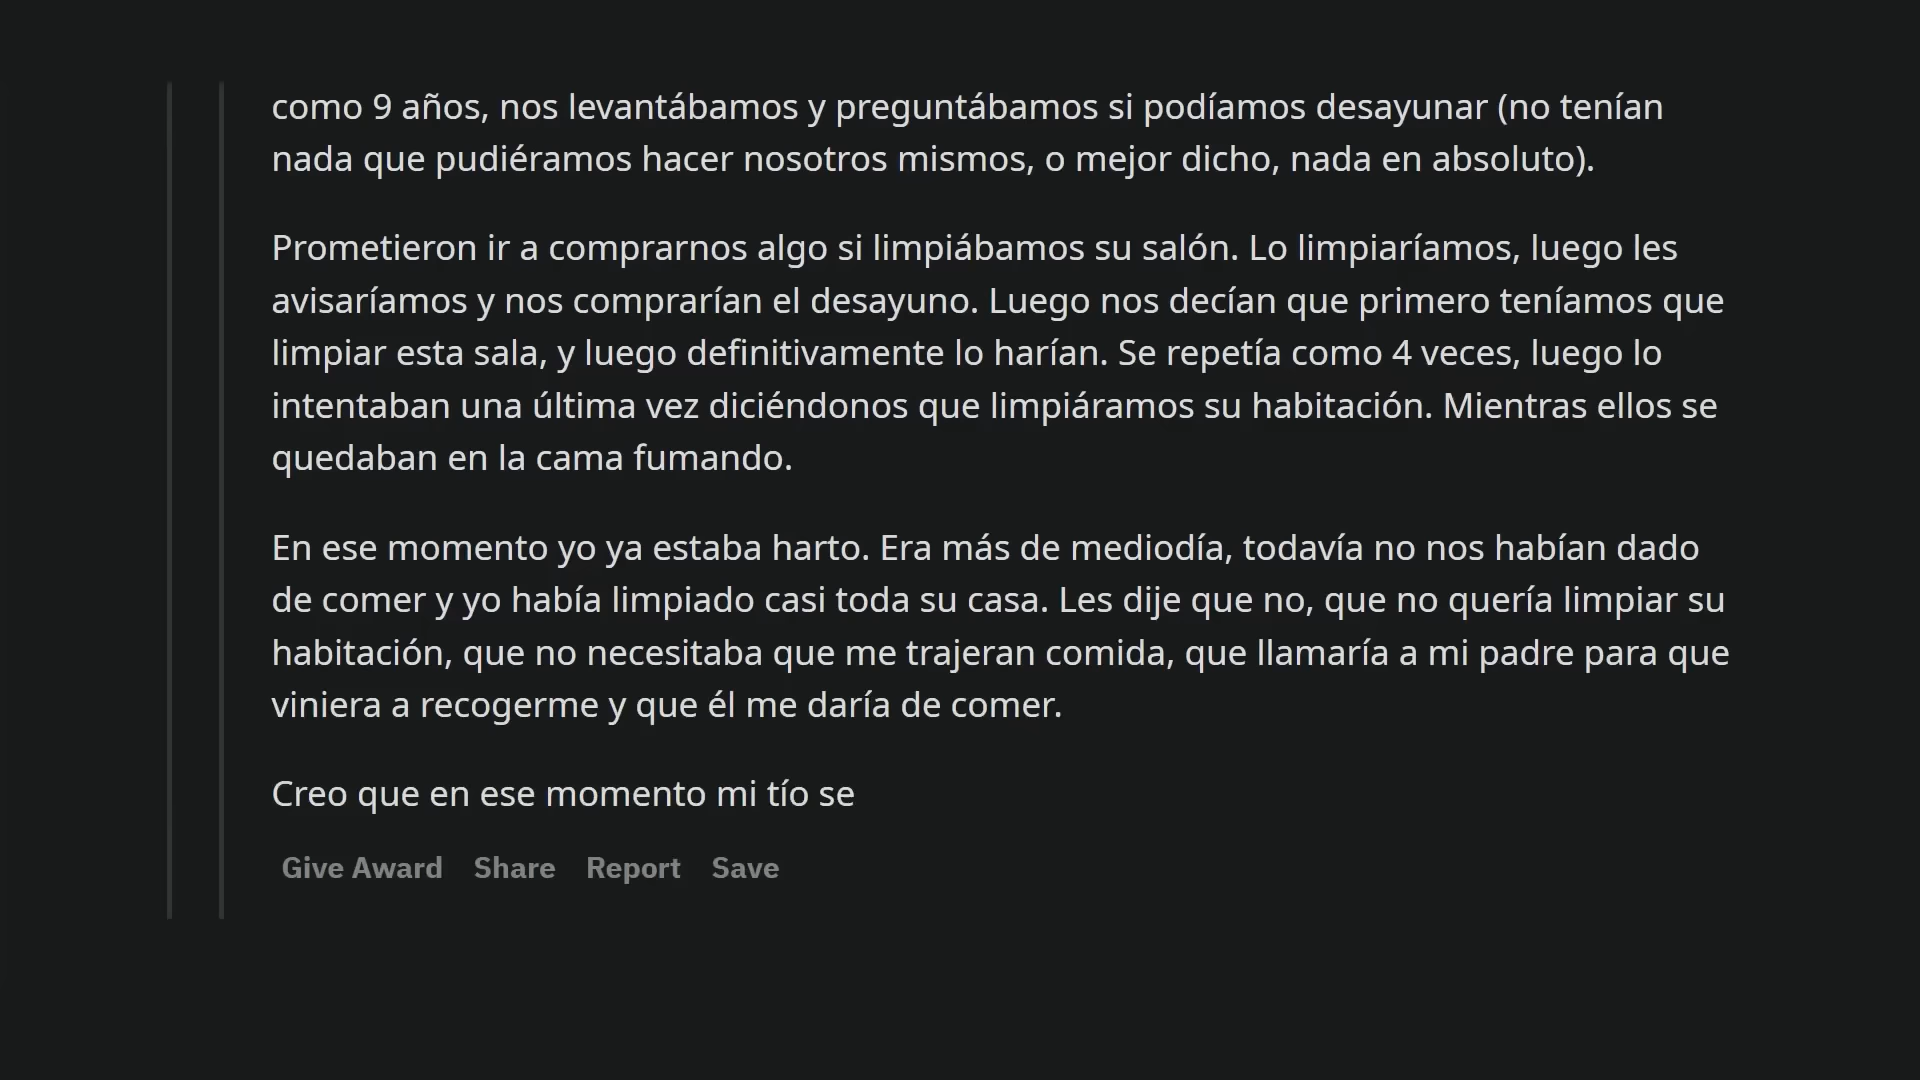 como 9 años, nos levantábamos y preguntábamos si podíamos desayunar (no tenían
nada que pudiéramos hacer nosotros mismos, o mejor dicho, nada en absoluto).
Prometieron ir a comprarnos algo si limpiábamos su salón. Lo limpiaríamos, luego les
avisaríamos y nos comprarían el desayuno. Luego nos decían que primero teníamos que
limpiar esta sala, y luego definitivamente lo harían. Se repetía como 4 veces, luego lo
intentaban una última vez diciéndonos que limpiáramos su habitación. Mientras ellos se
quedaban en la cama fumando.
En ese momento yo ya estaba harto. Era más de mediodía, todavía no nos habían dado
de comer y yo había limpiado casi toda su casa. Les dije que no, que no quería limpiar su
habitación, que no necesitaba que me trajeran comida, que llamaría a mi padre para que
viniera a recogerme y que él me daría de comer.
Creo que en ese momento mi tío se
Give Award Share Report Save